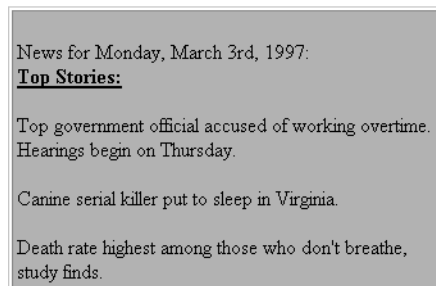 News for Monday, March 3rd, 1997:
Top Stories:
Top government official accused of working overtime.
Hearings begin on Thursday.
Canine serial killer put to sleep in Virginia.
Death rate highest among those who don't breathe,
study finds.